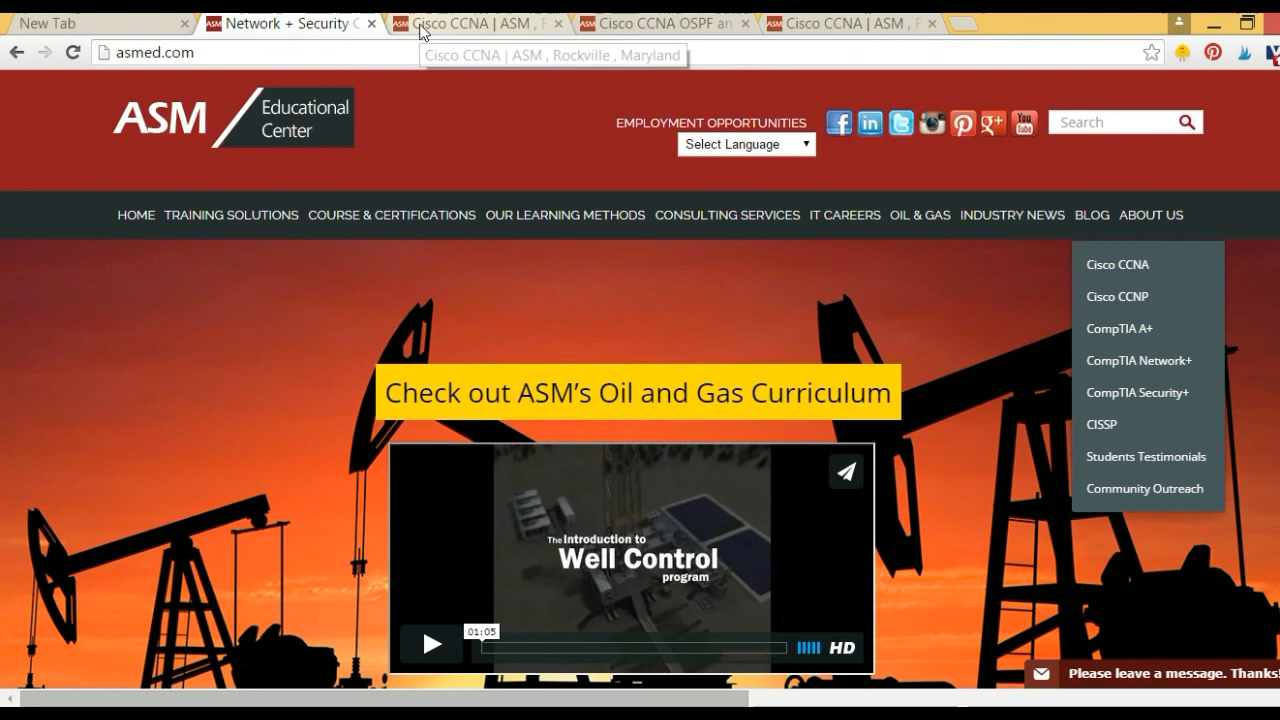 New Tab
Network + Security C
Cisco CCNA | ASM , F
Cisco CCNA OSPF an
Cisco CCNA | ASM ,
asmed.com
Cisco CCNA | ASM , Rockville , Maryland
ASM
Educational
Center
EMPLOYMENT OPPORTUNITIES
Search
Select Language
HOME TRAINING SOLUTIONS COURSE & CERTIFICATIONS OUR LEARNING METHODS CONSULTING SERVICES IT CAREERS OIL & GAS INDUSTRY NEWS BLOG ABOUT US
Cisco CCNA
Cisco CCNP
CompTIA A+
CompTIA Network+
CompTIA Security+
CISSP
Students Testimonials
Community Outreach
Check out ASM's Oil and Gas Curriculum
The Introduction to
Well Control
program
01:05
HD
Please leave a message. Thanks!